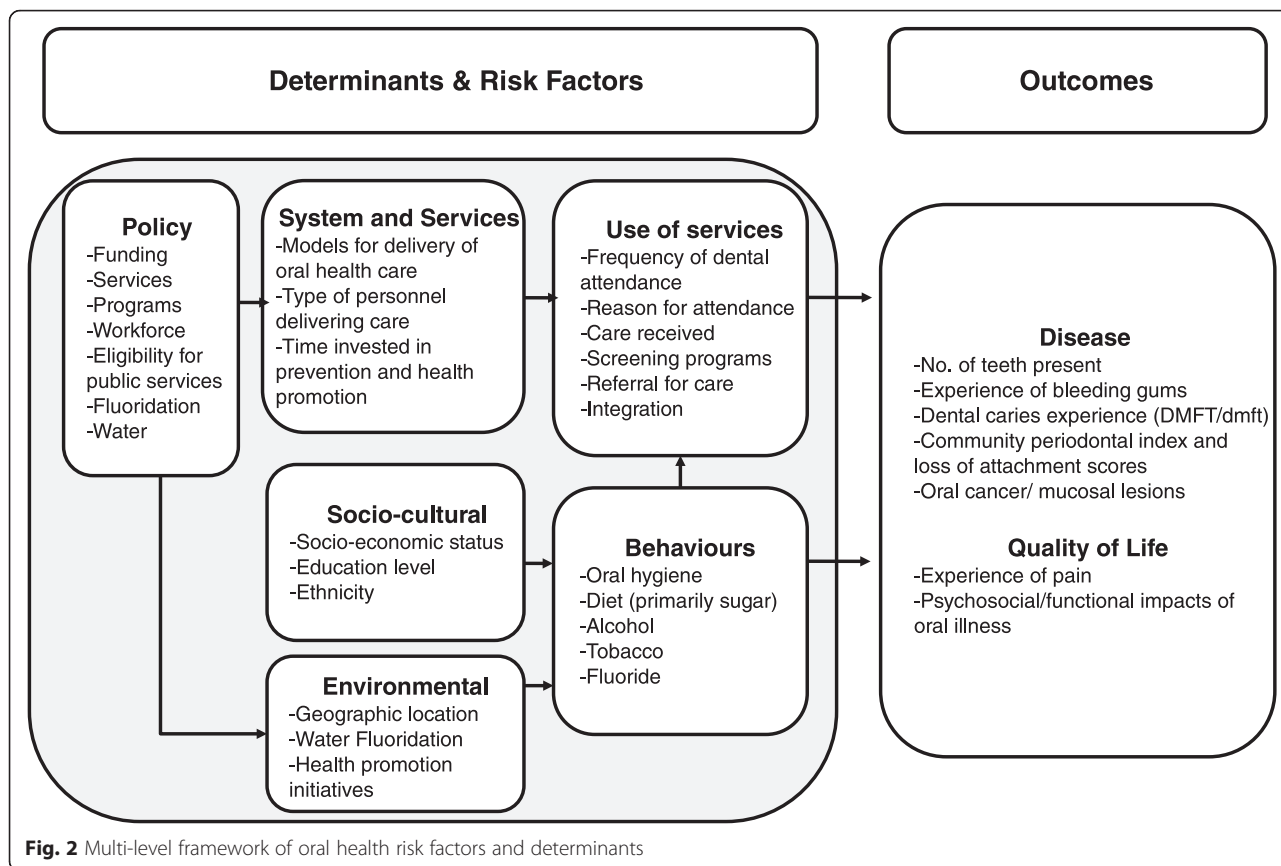 Determinants & Risk Factors
Outcomes
Policy
-Funding
-Services
-Programs
-Workforce
-Eligibility for
public services
-Fluoridation
-Water
System and Services
-Models for delivery of
oral health care
-Type of personnel
delivering care
-Time invested in
prevention and health
promotion
Use of services
-Frequency of dental
attendance
-Reason for attendance
-Care received
-Screening programs
-Referral for care
-Integration
Socio-cultural
-Socio-economic status
-Education level
-Ethnicity
Behaviours
-Oral hygiene
-Diet (primarily sugar)
-Alcohol
-Tobacco
-Fluoride
Environmental
-Geographic location
-Water Fluoridation
-Health promotion
initiatives
Disease
-No. of teeth present
-Experience of bleeding gums
-Dental caries experience (DMFT/dmft)
-Community periodontal index and
loss of attachment scores
-Oral cancer/ mucosal lesions
Quality of Life
-Experience of pain
-Psychosocial/functional impacts of
oral illness
Fig. 2 Multi-level framework of oral health risk factors and determinants